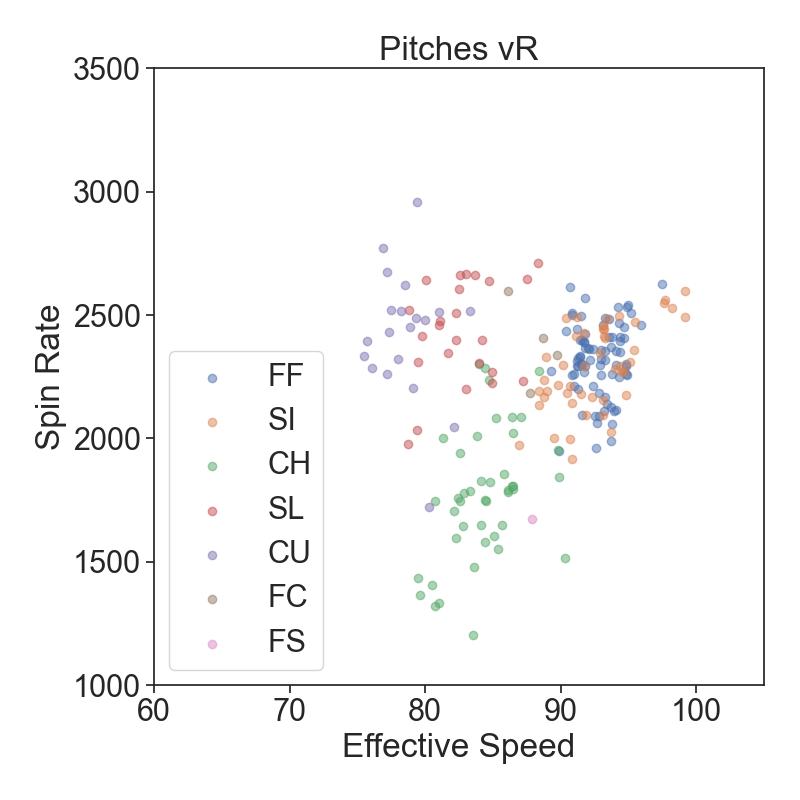 Pitches vR
3500
3000
2500
2000
1500
1000
Spin Rate
FF
SI
CH
SL
CU
FC
FS
60 70 80 90 100
Effective Speed